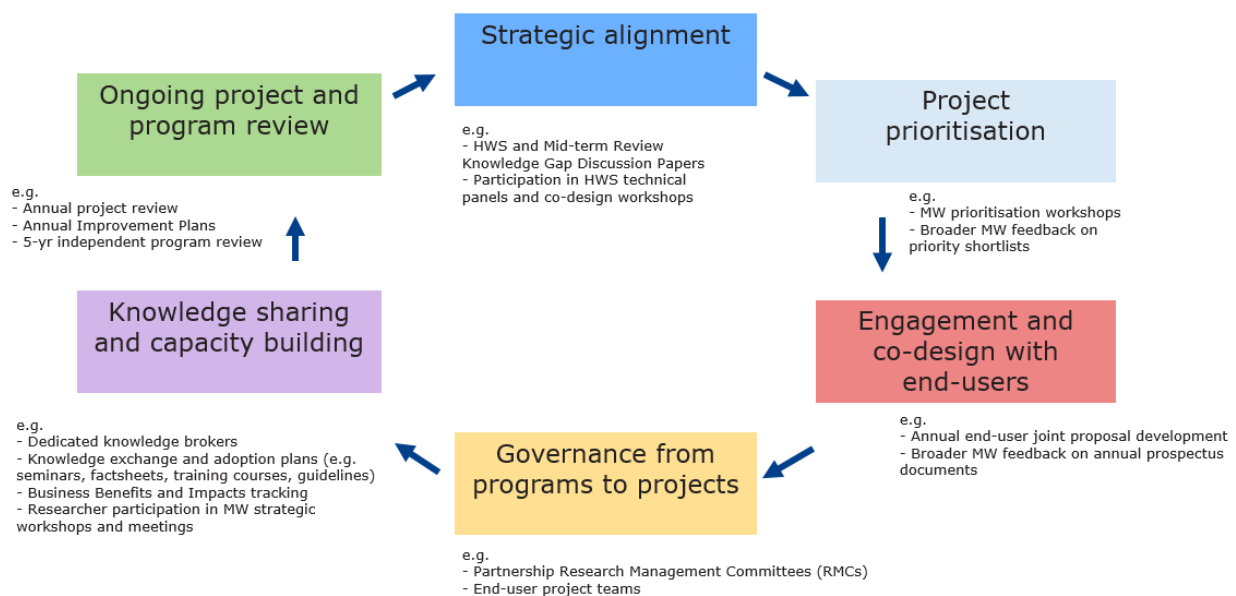 Strategic alignment
e.g.
- HWS and Mid-term Review
Knowledge Gap Discussion Papers
- Participation in HWS technical
panels and co-design workshops
Project
prioritisation
e.g.
- MW prioritisation workshops
- Broader MW feedback on
priority shortlists
Engagement and
co-design with
end-users
e.g.
- Annual end-user joint proposal development
- Broader MW feedback on annual prospectus
documents
Governance from
programs to projects
e.g.
- Partnership Research Management Committees (RMCs)
- End-user project teams
Knowledge sharing
and capacity building
e.g.
- Dedicated knowledge brokers
- Knowledge exchange and adoption plans (e.g.
seminars, factsheets, training courses, guidelines)
- Business Benefits and Impacts tracking
- Researcher participation in MW strategic
workshops and meetings
Ongoing project and
program review
e.g.
- Annual project review
- Annual Improvement Plans
- 5-yr independent program review